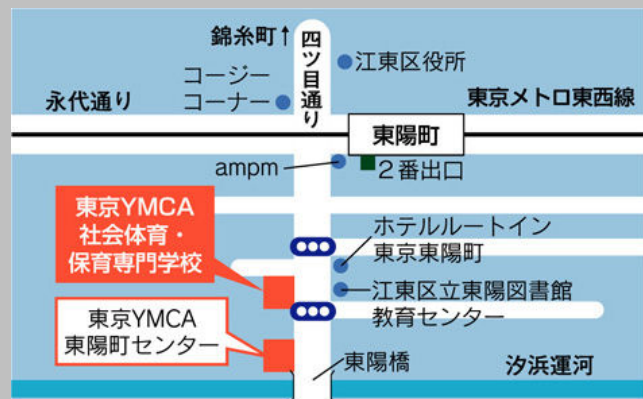 錦糸町↑
四ツ目通り
江東区役所
コージー
コーナー
永代通り
東京メトロ東西線
東陽町
ampm
2番出口
東京YMCA
社会体育・
保育専門学校
ホテルルートイン
東京東陽町
江東区立東陽図書館
教育センター
東京YMCA
東陽町センター
東陽橋
汐浜運河